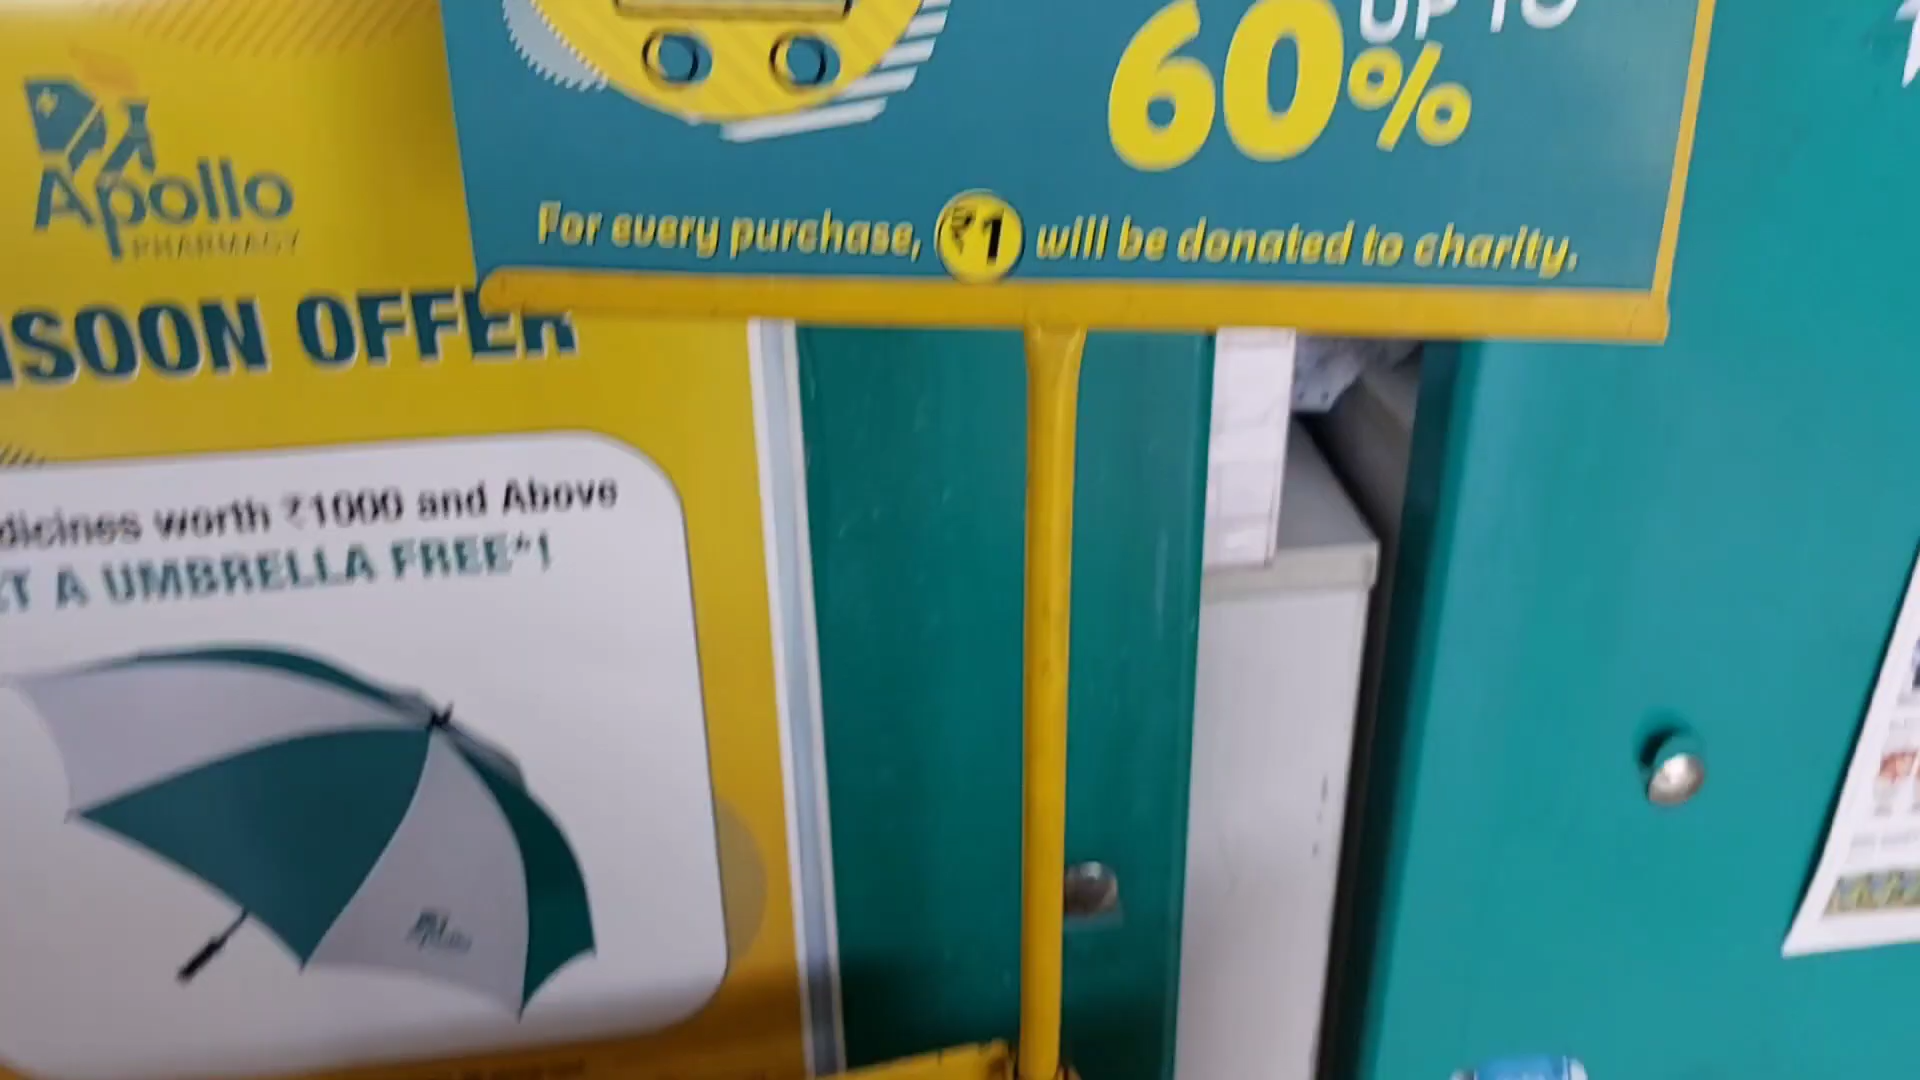 Apollo
PHARMACY
SOON OFFER
dicines worth ₹1000 and Above
T A UMBRELLA FREE*!
Apollo
UP TO
60%
For every purchase, ₹1 will be donated to charity.